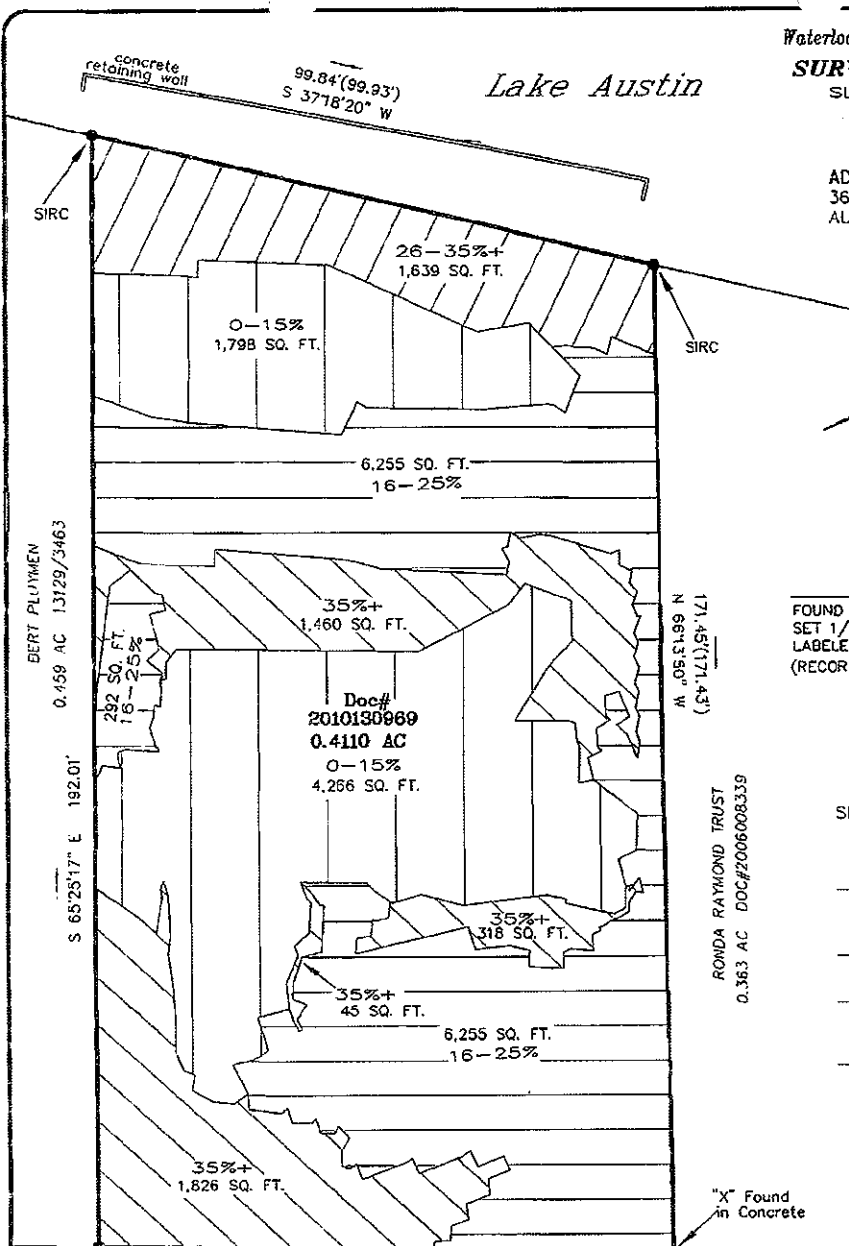 Waterloo
SUR
SU
concrete
retaining wall
99.84'(99.93')
S 37°18'20" W
Lake Austin
AD
36
AU
SIRC
26-35%+
1,639 SQ. FT.
0-15%
1,798 SQ. FT.
SIRC
6,255 SQ. FT.
16-25%
BERT PLUYMEN
0.459 AC 13129/3463
35%+
1,460 SQ. FT.
171.45'(171.43')
N 66°13'50" W
FOUND
SET 1/
LABELE
(RECOR
292 SQ. FT.
16-25%
Doc#
2010130969
0.4110 AC
0-15%
4,266 SQ. FT.
S 65°25'17" E 192.01'
RONDA RAYMOND TRUST
0.363 AC DOC#2006008339
35%+
318 SQ. FT.
35%+
45 SQ. FT.
6,255 SQ. FT.
16-25%
35%+
1,826 SQ. FT.
"X" Found
in Concrete